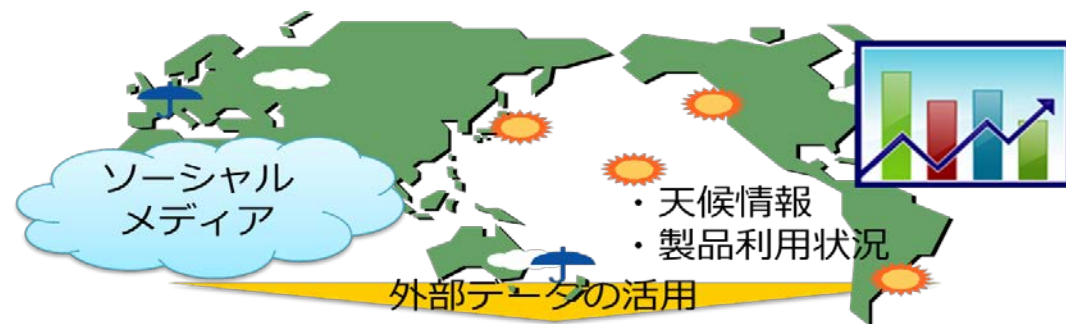 ソーシャル
メディア
・天候情報
・製品利用状況
外部データの活用